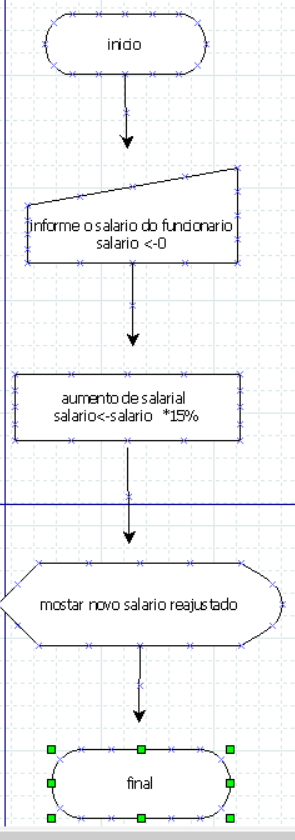 inicio
informe o salario do funcionario
salario <-0
aumento de salarial
salario<-salario *15%
mostar novo salario reajustado
final